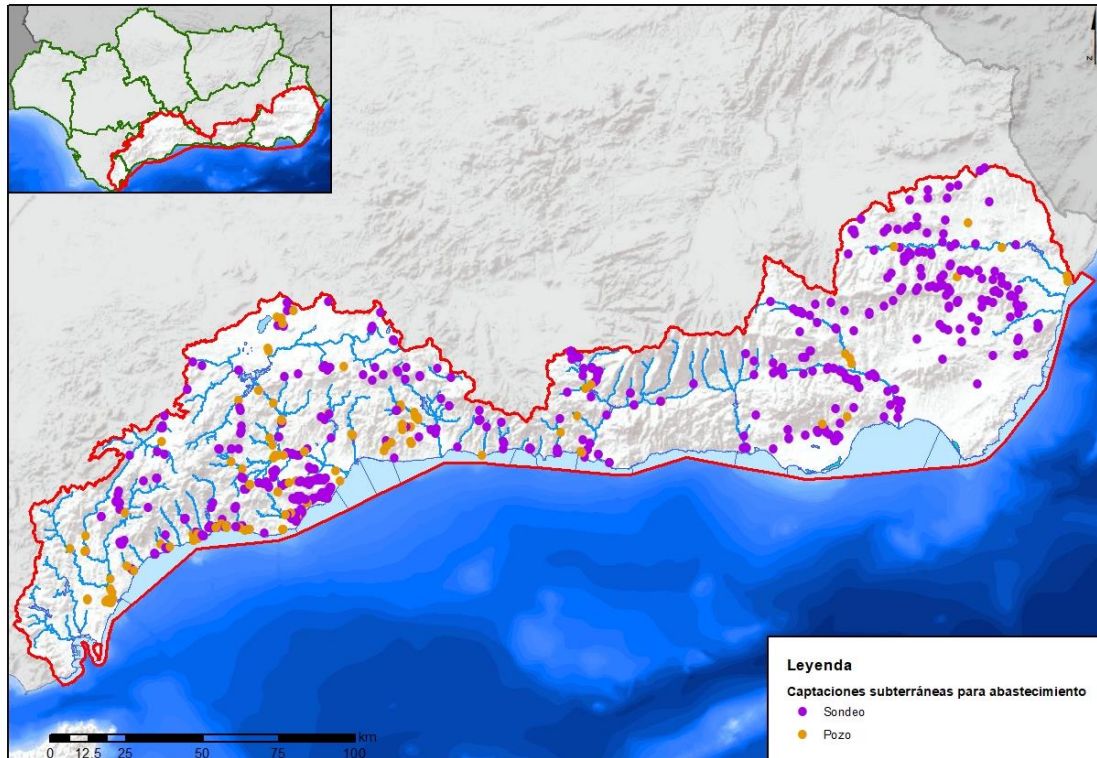 N
Leyenda
Captaciones subterráneas para abastecimiento
Sondeo
Pozo
km
0 12.5 25 50 75 100